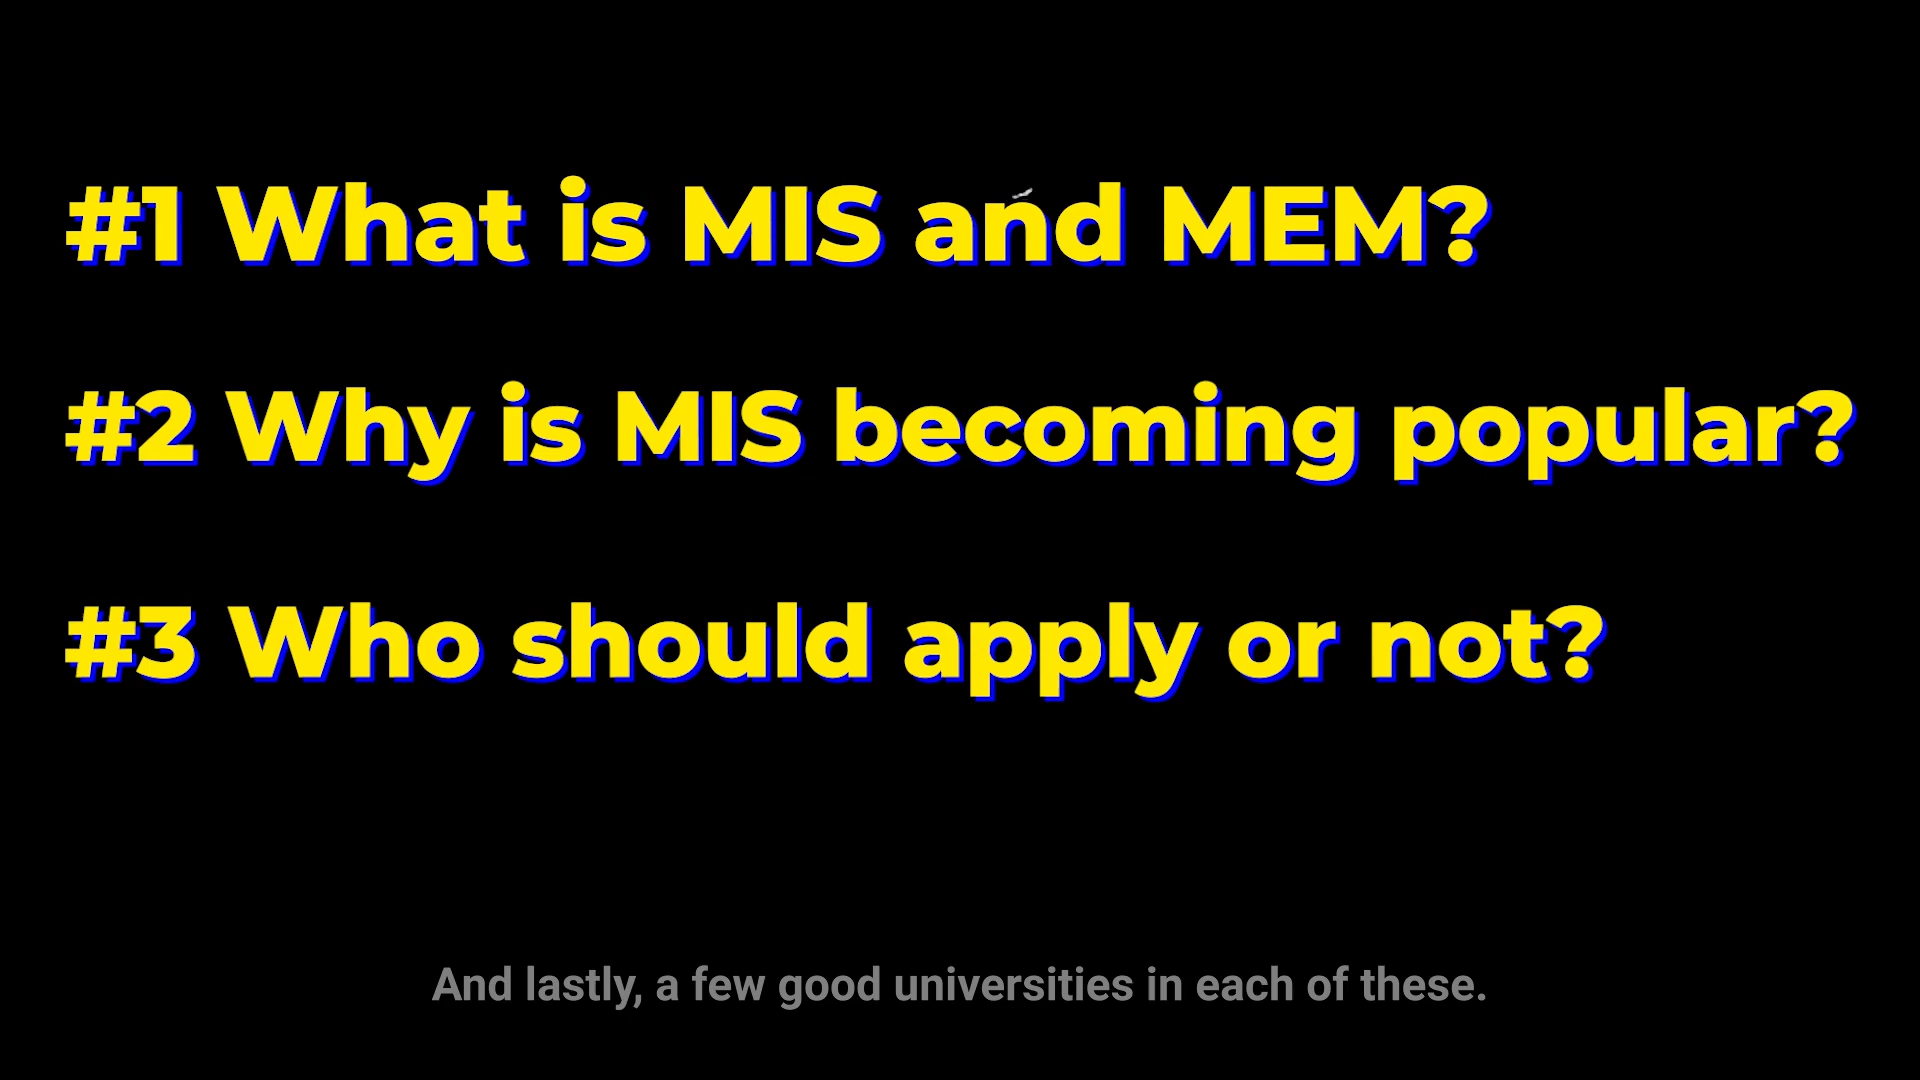 #1 What is MIS and MEM?
#2 Why is MIS becoming popular?
#3 Who should apply or not?
And lastly, a few good universities in each of these.